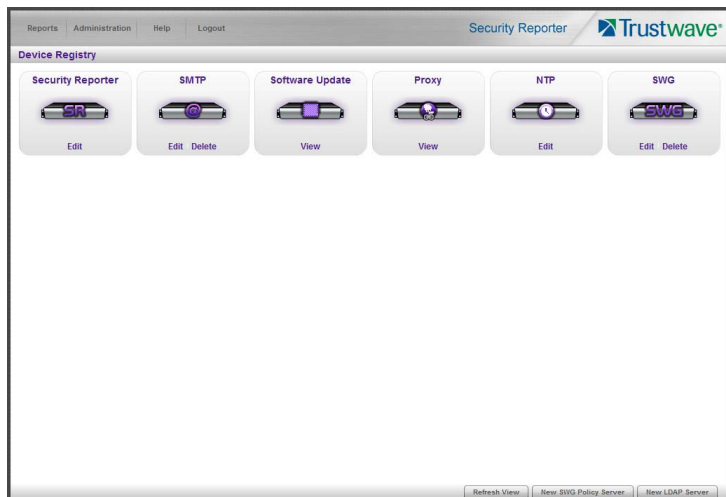 Reports Administration Help Logout Security Reporter Trustwave®
Device Registry
Security Reporter SMTP Software Update Proxy NTP SWG
SR @ SWG
Edit Edit Delete View View Edit Edit Delete
Refresh View New SWG Policy Server New LDAP Server